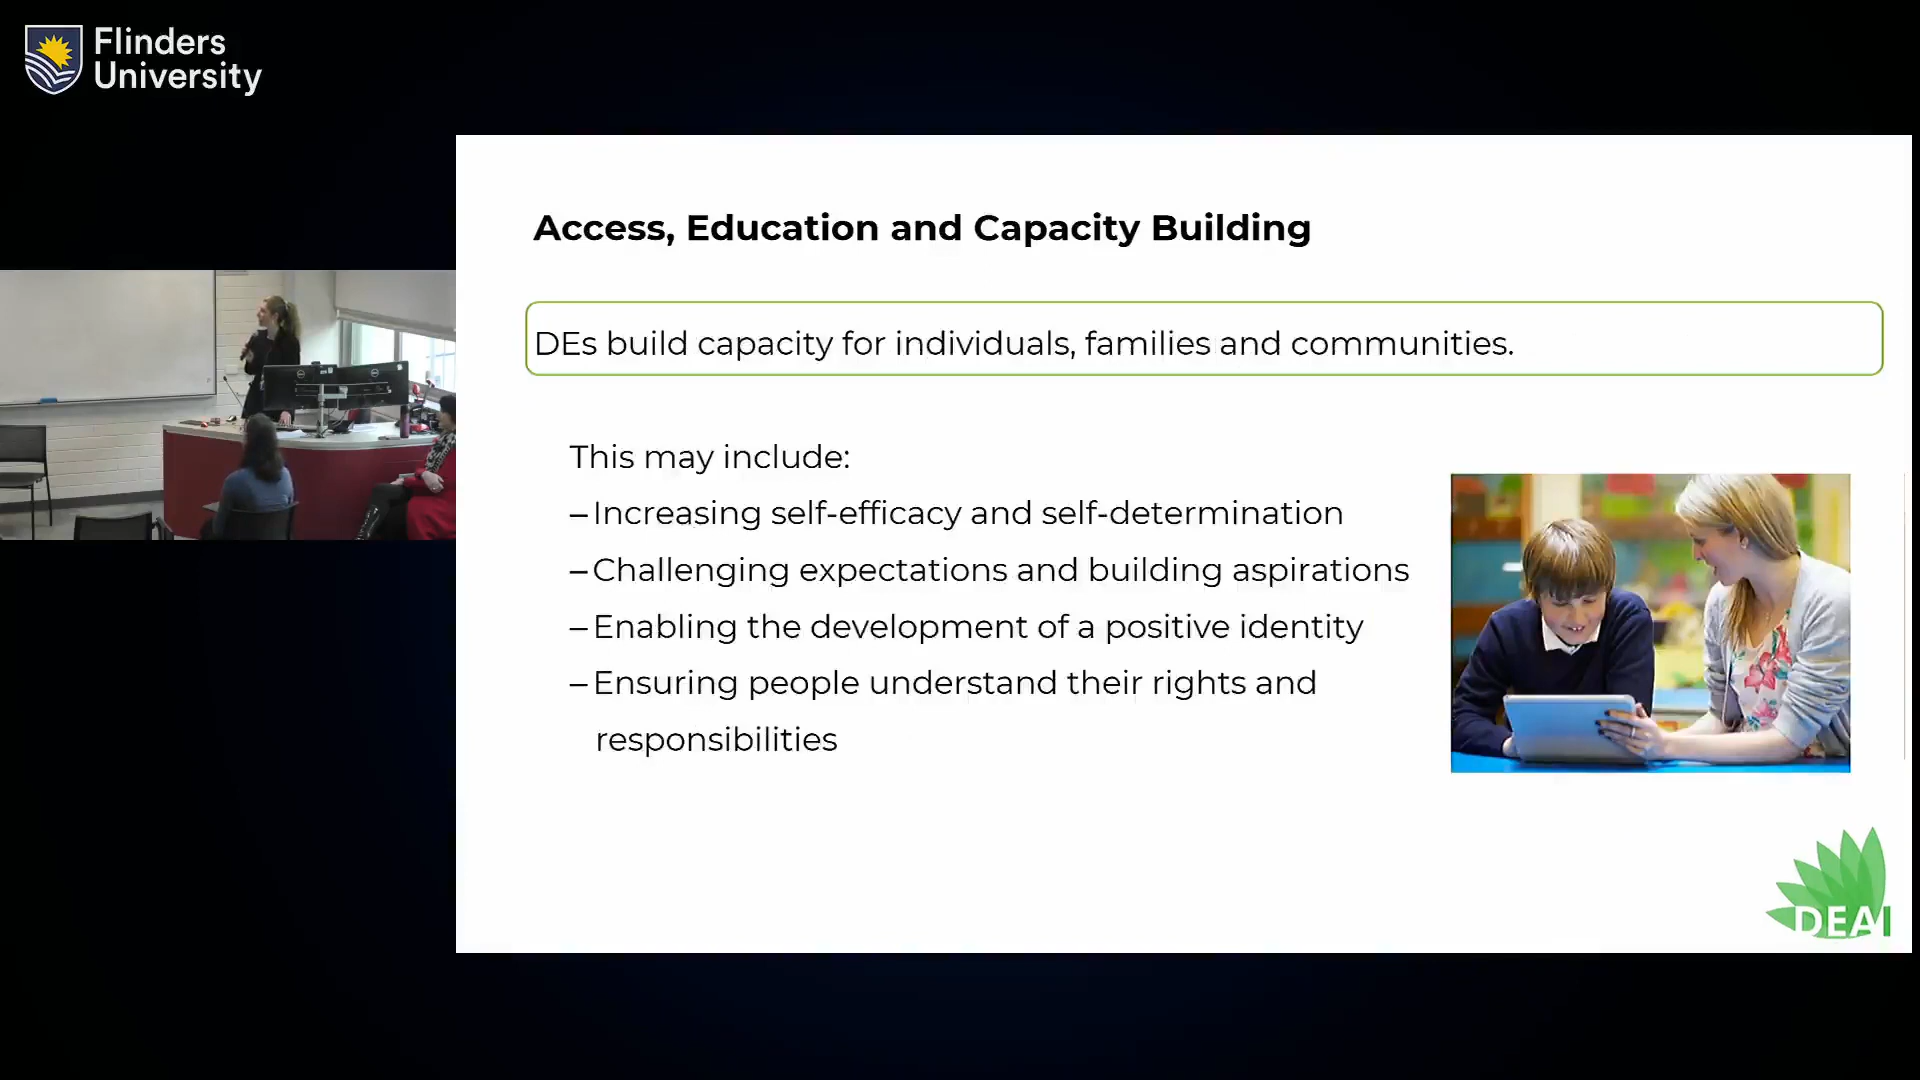 Flinders
University
Access, Education and Capacity Building
DEs build capacity for individuals, families and communities.
This may include:
–Increasing self-efficacy and self-determination
–Challenging expectations and building aspirations
–Enabling the development of a positive identity
–Ensuring people understand their rights and
responsibilities
DEAI